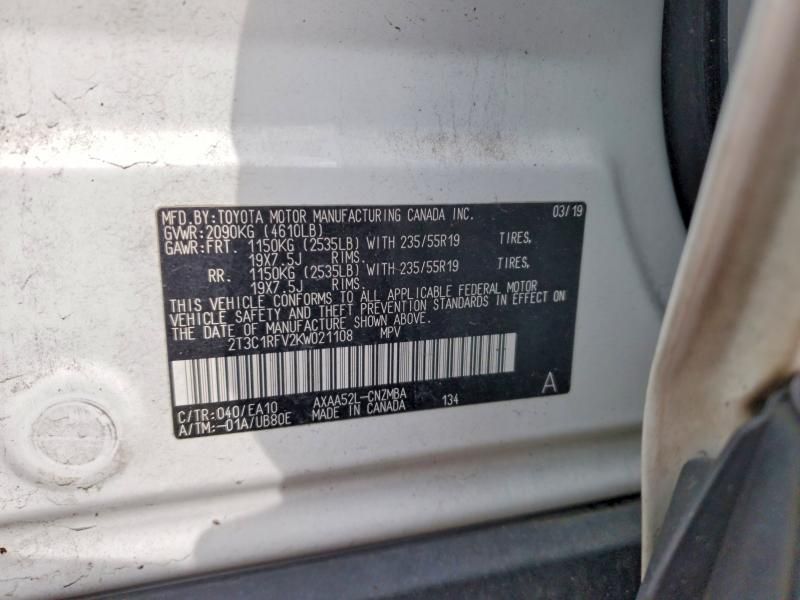 MFD.BY:TOYOTA MOTOR MANUFACTURING CANADA INC. 03/19
GVWR:2090KG (4610LB)
GAWR:FRT. 1150KG (2535LB) WITH 235/55R19 TIRES,
19X7.5J RIMS.
RR. 1150KG (2535LB) WITH 235/55R19 TIRES,
19X7.5J RIMS.
THIS VEHICLE CONFORMS TO ALL APPLICABLE FEDERAL MOTOR
VEHICLE SAFETY AND THEFT PREVENTION STANDARDS IN EFFECT ON
THE DATE OF MANUFACTURE SHOWN ABOVE.
2T3C1RFV2KW021108 MPV
C/TR:040/EA10 AXAA52L-CNZMBA A
A/TM:-01A/UB80E MADE IN CANADA 134